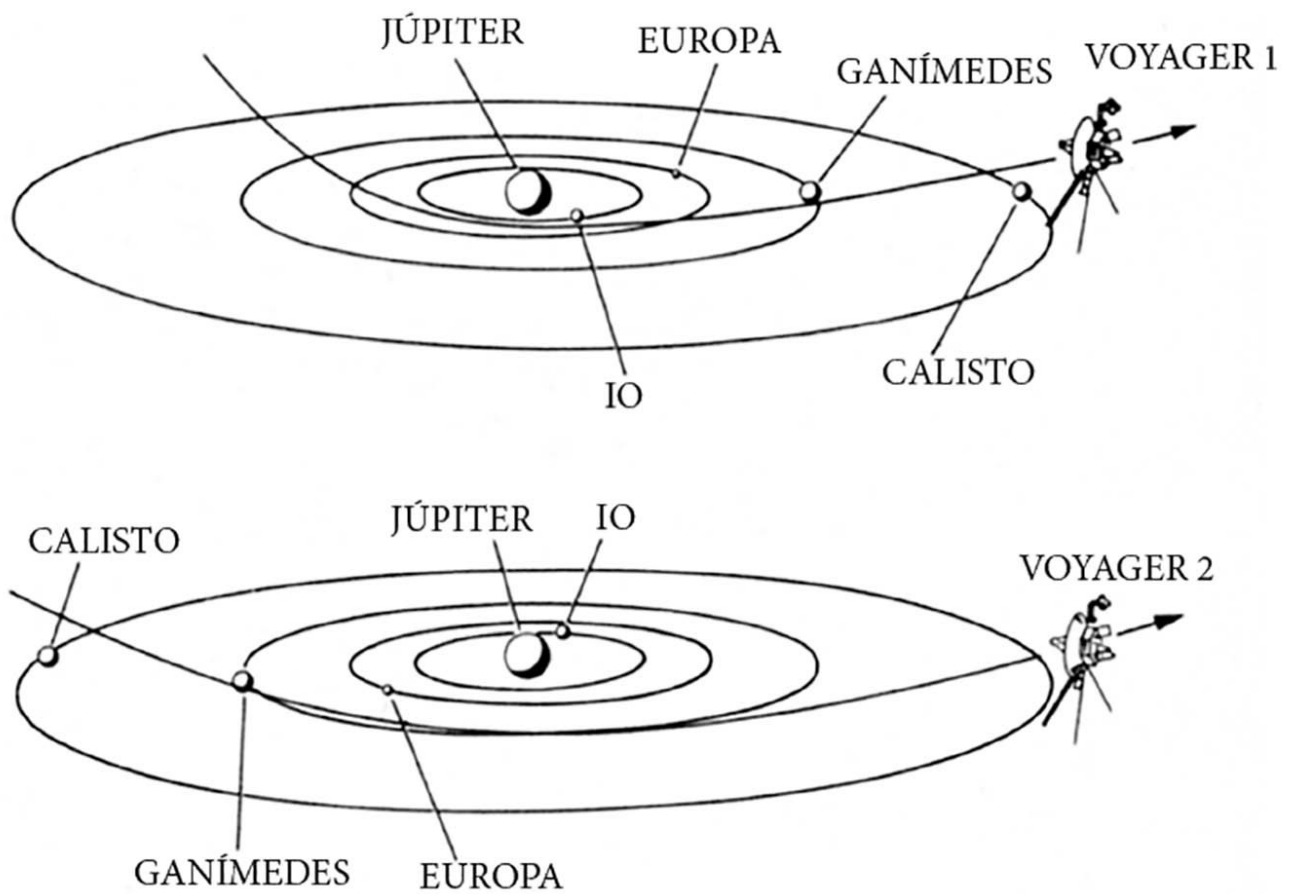 JÚPITER
EUROPA
GANÍMEDES
VOYAGER 1
IO
CALISTO
JÚPITER
IO
CALISTO
VOYAGER 2
GANÍMEDES
EUROPA